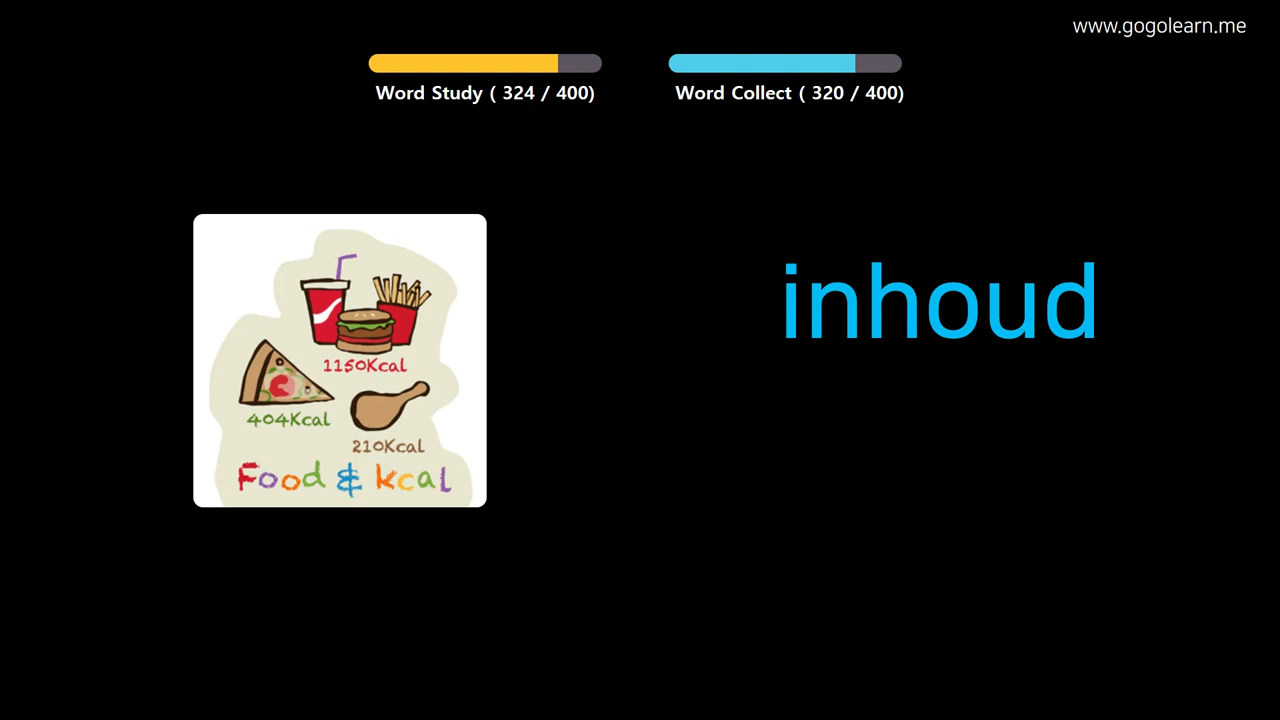 www.gogolearn.me
Word Study ( 324 / 400)
Word Collect ( 320 / 400)
1150Kcal
404Kcal
210Kcal
Food & kcal
inhoud